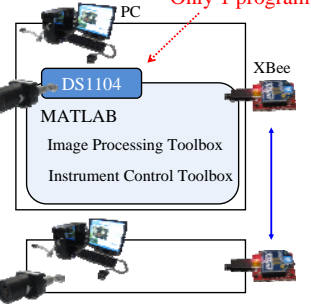 Only 1 program
PC
XBee
DS1104
MATLAB
Image Processing Toolbox
Instrument Control Toolbox